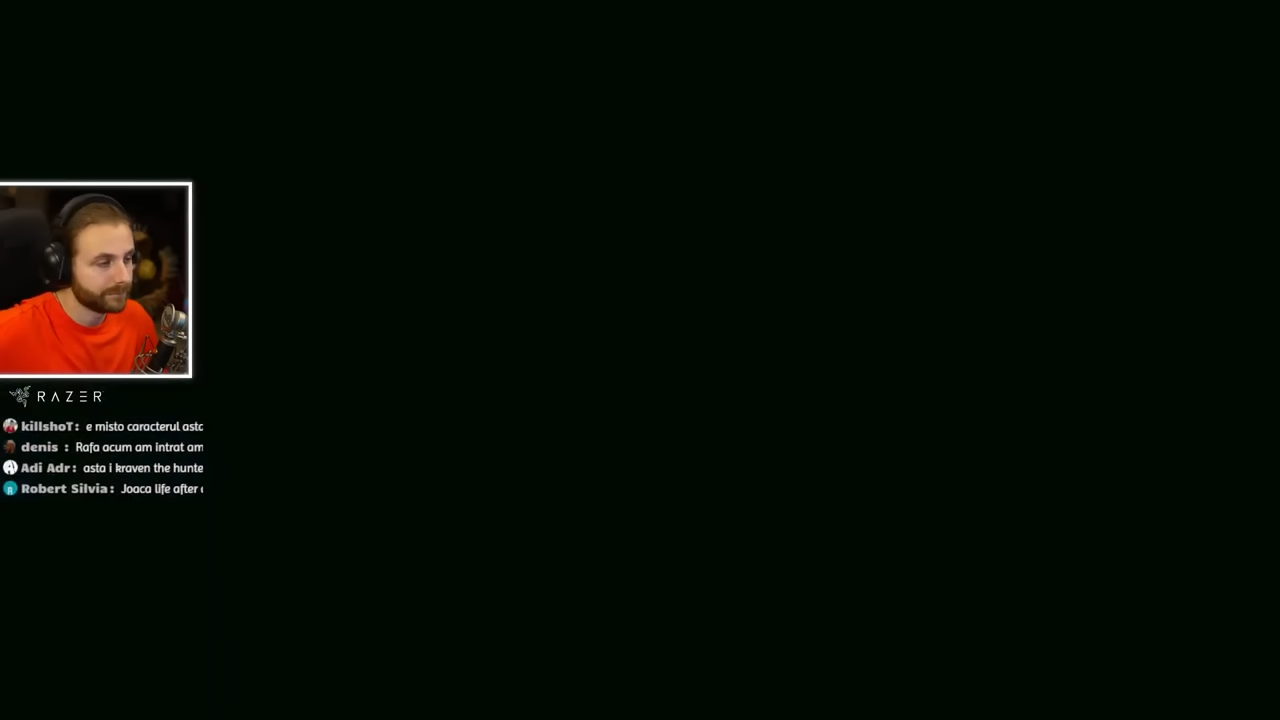 RAZER
killshoT: e misto caracterul asta
denis : Rafa acum am intrat am
Adi Adr: asta i kraven the hunte
Robert Silvia: Joaca life after